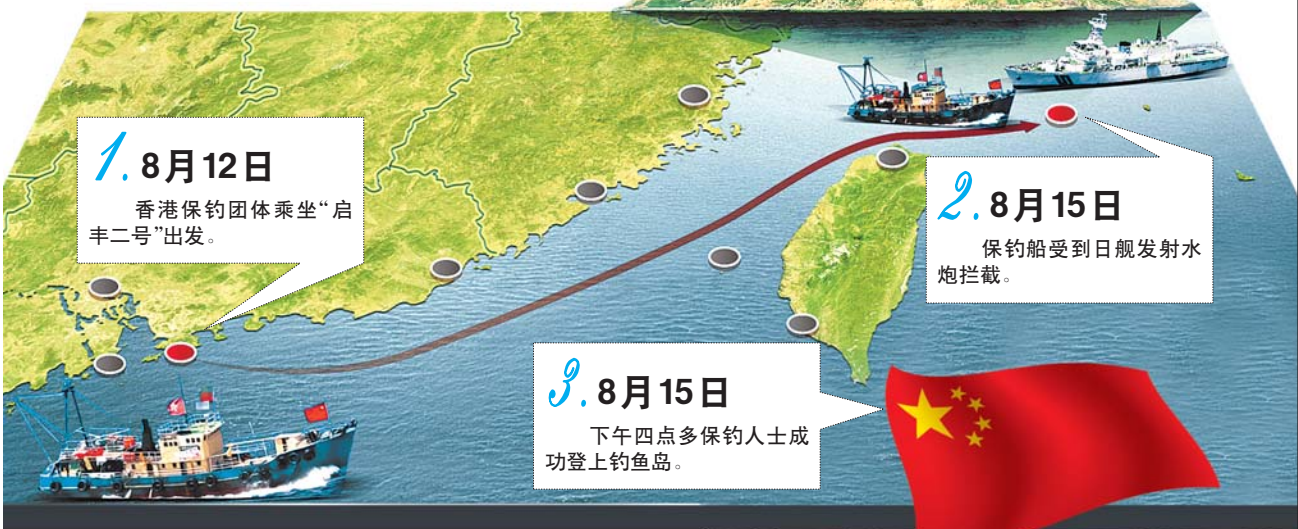 1. 8月12日
香港保钓团体乘坐“启
丰二号”出发。
2. 8月15日
保钓船受到日舰发射水
炮拦截。
3. 8月15日
下午四点多保钓人士成
功登上钓鱼岛。